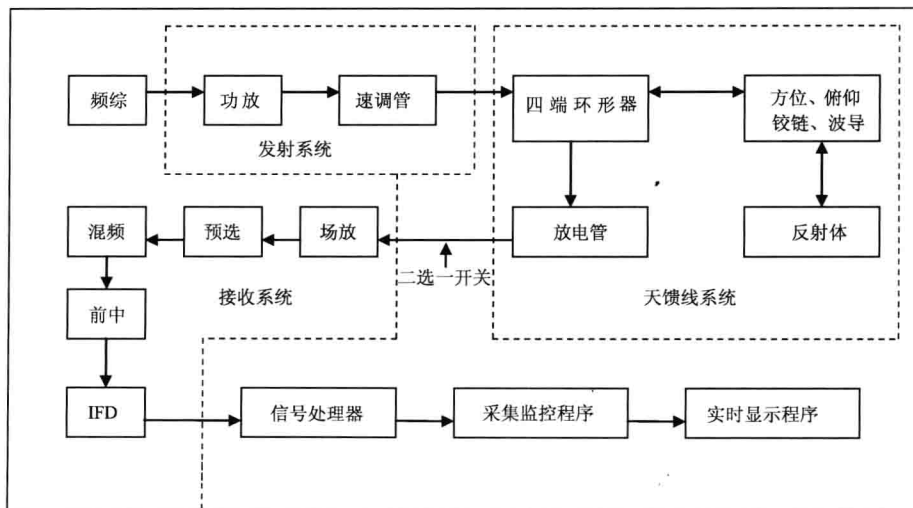 频综
功放
速调管
四端环形器
方位、俯仰
铰链、波导
发射系统
混频
预选
场放
放电管
反射体
二选一开关
前中
接收系统
天馈线系统
IFD
信号处理器
采集监控程序
实时显示程序